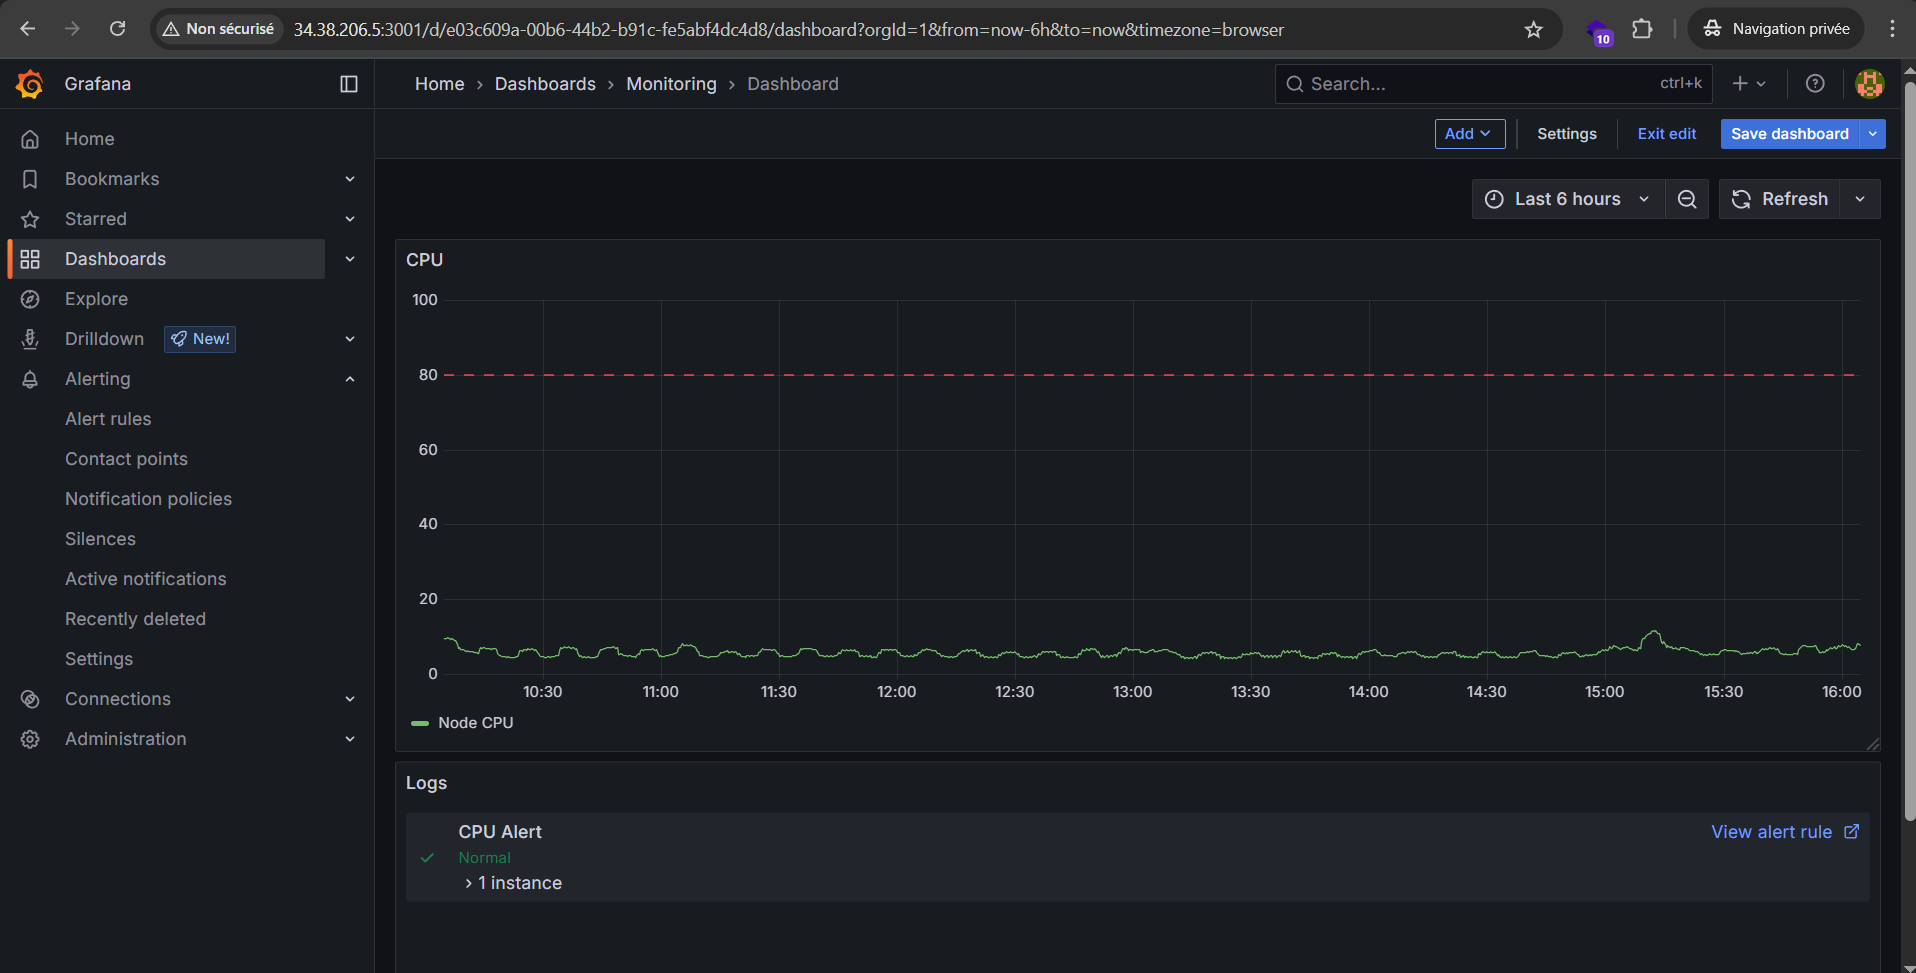 Non sécurisé
34.38.206.5:3001/d/e03c609a-00b6-44b2-b91c-fe5abf4dc4d8/dashboard?orgId=1&from=now-6h&to=now&timezone=browser
10
Navigation privée
Grafana
Home › Dashboards › Monitoring › Dashboard
Search...
ctrl+k
Home
Bookmarks
Starred
Dashboards
Explore
Drilldown
New!
Alerting
Alert rules
Contact points
Notification policies
Silences
Active notifications
Recently deleted
Settings
Connections
Administration
Add
Settings
Exit edit
Save dashboard
Last 6 hours
Refresh
CPU
100
80
60
40
20
0
10:30 11:00 11:30 12:00 12:30 13:00 13:30 14:00 14:30 15:00 15:30 16:00
Node CPU
Logs
CPU Alert
View alert rule
Normal
1 instance